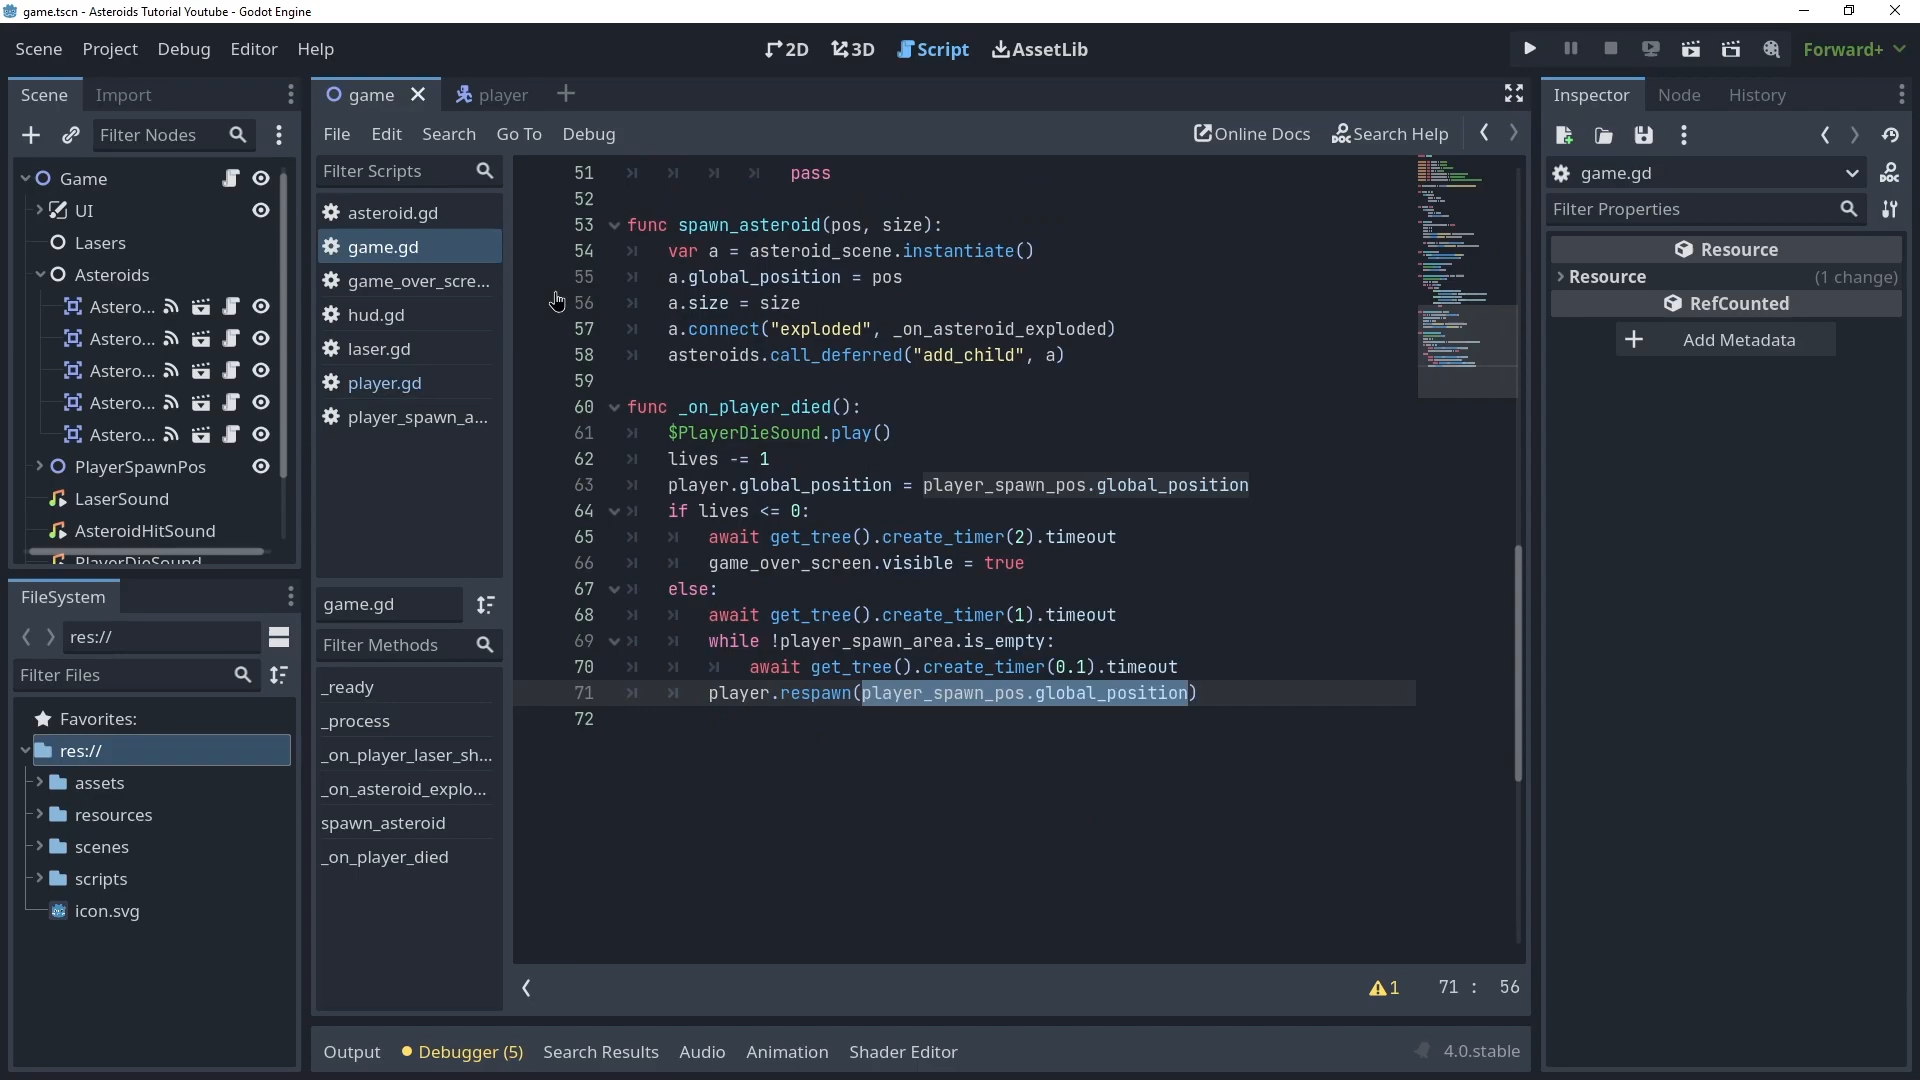 game.tscn - Asteroids Tutorial Youtube - Godot Engine
Scene Project Debug Editor Help
2D 3D Script AssetLib
Forward+
Scene Import
Filter Nodes
Game
UI
Lasers
Asteroids
Astero...
Astero...
Astero...
Astero...
Astero...
PlayerSpawnPos
LaserSound
AsteroidHitSound
PlayerDieSound
FileSystem
res://
Filter Files
Favorites:
res://
assets
resources
scenes
scripts
icon.svg
game player
File Edit Search Go To Debug
Online Docs Search Help
Filter Scripts
asteroid.gd
game.gd
game_over_scre...
hud.gd
laser.gd
player.gd
player_spawn_a...
game.gd
Filter Methods
_ready
_process
_on_player_laser_sh...
_on_asteroid_explo...
spawn_asteroid
_on_player_died
51 pass
52
53 func spawn_asteroid(pos, size):
54 var a = asteroid_scene.instantiate()
55 a.global_position = pos
56 a.size = size
57 a.connect("exploded", _on_asteroid_exploded)
58 asteroids.call_deferred("add_child", a)
59
60 func _on_player_died():
61 $PlayerDieSound.play()
62 lives -= 1
63 player.global_position = player_spawn_pos.global_position
64 if lives <= 0:
65 await get_tree().create_timer(2).timeout
66 game_over_screen.visible = true
67 else:
68 await get_tree().create_timer(1).timeout
69 while !player_spawn_area.is_empty:
70 await get_tree().create_timer(0.1).timeout
71 player.respawn(player_spawn_pos.global_position)
72
1 71 : 56
Output Debugger (5) Search Results Audio Animation Shader Editor
4.0.stable
Inspector Node History
game.gd
Filter Properties
Resource
Resource (1 change)
RefCounted
Add Metadata